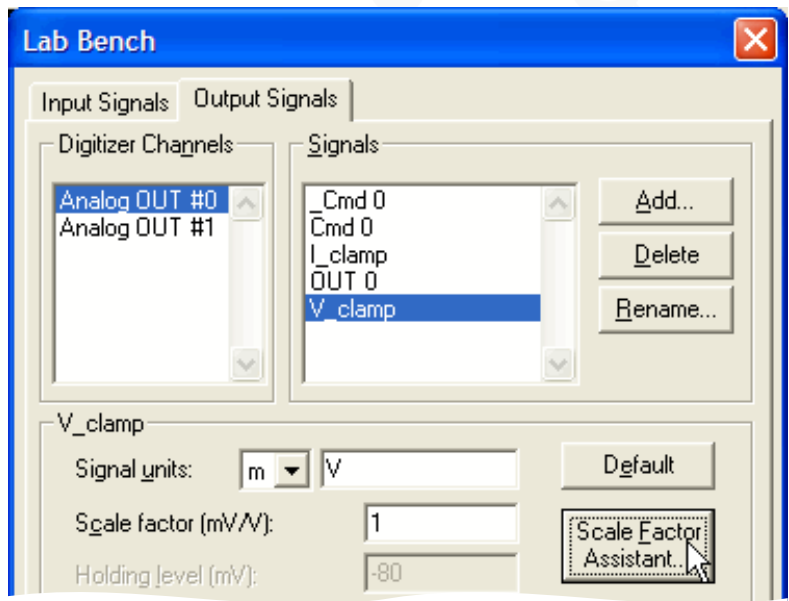 Lab Bench
Input Signals Output Signals
Digitizer Channels
Analog OUT #0
Analog OUT #1
Signals
_Cmd 0
Cmd 0
I_clamp
OUT 0
V_clamp
Add...
Delete
Rename...
V_clamp
Signal units: m V
Default
Scale factor (mV/V): 1
Scale Factor
Assistant...
Holding level (mV): -80